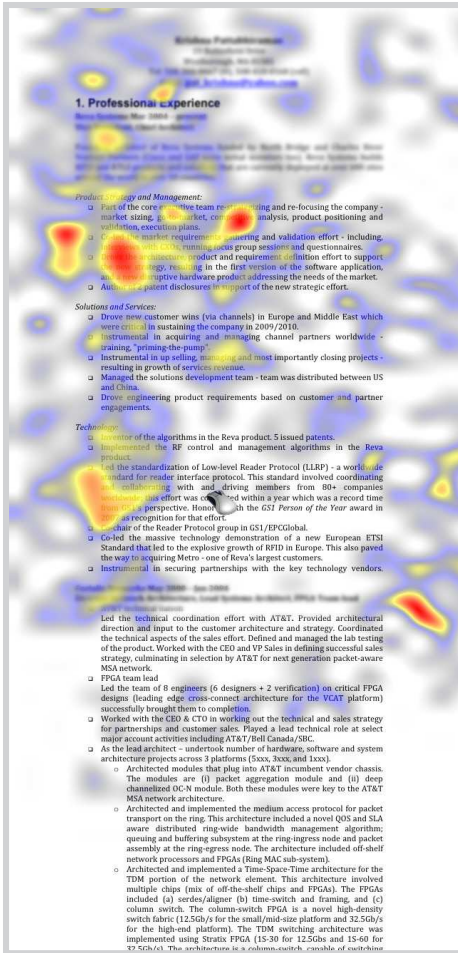 1. Professional Experience
Product Strategy and Management:
Part of the core executive team re- and re-focusing the company -
market sizing, market, analysis, product positioning and
validation, execution plans.
the market requirements gathering and validation effort - including,
with CXOs, running focus group sessions and questionnaires.
architecture, product and requirement definition effort to support
strategy, resulting in the first version of the software application,
and disruptive hardware product addressing the needs of the market.
patent disclosures in support of the new strategic effort.
Solutions and Services:
❑ Drove new customer wins (via channels) in Europe and Middle East which
were critical in sustaining the company in 2009/2010.
❑ Instrumental in acquiring and managing channel partners worldwide -
training, "priming-the-pump".
❑ Instrumental in up selling, managing and most importantly closing projects -
resulting in growth of services revenue.
❑ Managed the solutions development team - team was distributed between US
and China.
❑ Drove engineering product requirements based on customer and partner
engagements.
Technology:
❑ Inventor of the algorithms in the Reva product. 5 issued patents.
❑ Implemented the RF control and management algorithms in the Reva
product.
❑ Led the standardization of Low-level Reader Protocol (LLRP) - a worldwide
standard for reader interface protocol. This standard involved coordinating
and collaborating with and driving members from 80+ companies
worldwide; this effort was within a year which was a record time
perspective. the GS1 Person of the Year award in
as recognition for that effort.
❑ Co-chair of the Reader Protocol group in GS1/EPCGlobal.
❑ Co-led the massive technology demonstration of a new European ETSI
Standard that led to the explosive growth of RFID in Europe. This also paved
the way to acquiring Metro - one of Reva's largest customers.
❑ Instrumental in securing partnerships with the key technology vendors.
Led the technical coordination effort with AT&T. Provided architectural
direction and input to the customer architecture and strategy. Coordinated
the technical aspects of the sales effort. Defined and managed the lab testing
of the product. Worked with the CEO and VP Sales in defining successful sales
strategy, culminating in selection by AT&T for next generation packet-aware
MSA network.
❑ FPGA team lead
Led the team of 8 engineers (6 designers + 2 verification) on critical FPGA
designs (leading edge cross-connect architecture for the VCAT platform)
successfully brought them to completion.
❑ Worked with the CEO & CTO in working out the technical and sales strategy
for partnerships and customer sales. Played a lead technical role at select
major account activities including AT&T/Bell Canada/SBC.
❑ As the lead architect – undertook number of hardware, software and system
architecture projects across 3 platforms (5xxx, 3xxx, and 1xxx).
o Architected modules that plug into AT&T incumbent vendor chassis.
The modules are (i) packet aggregation module and (ii) deep
channelized OC-N module. Both these modules were key to the AT&T
MSA network architecture.
o Architected and implemented the medium access protocol for packet
transport on the ring. This architecture included a novel QOS and SLA
aware distributed ring-wide bandwidth management algorithm;
queuing and buffering subsystem at the ring-ingress node and packet
assembly at the ring-egress node. The architecture included off-shelf
network processors and FPGAs (Ring MAC sub-system).
o Architected and implemented a Time-Space-Time architecture for the
TDM portion of the network element. This architecture involved
multiple chips (mix of off-the-shelf chips and FPGAs). The FPGAs
included (a) serdes/aligner (b) time-switch and framing, and (c)
column switch. The column-switch FPGA is a novel high-density
switch fabric (12.5Gb/s for the small/mid-size platform and 32.5Gb/s
for the high-end platform). The TDM switching architecture was
implemented using Stratix FPGA (1S-30 for 12.5Gbs and 1S-60 for
32.5Gb/s). The architecture is a column-switch, capable of switching